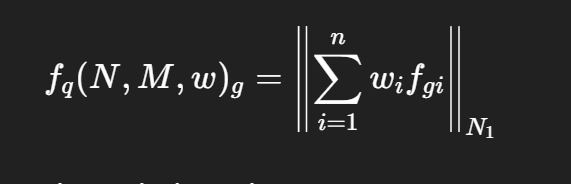 f_q(N, M, w)_g = ‖∑_{i=1}^{n} w_i f_{gi}‖_{N_1}